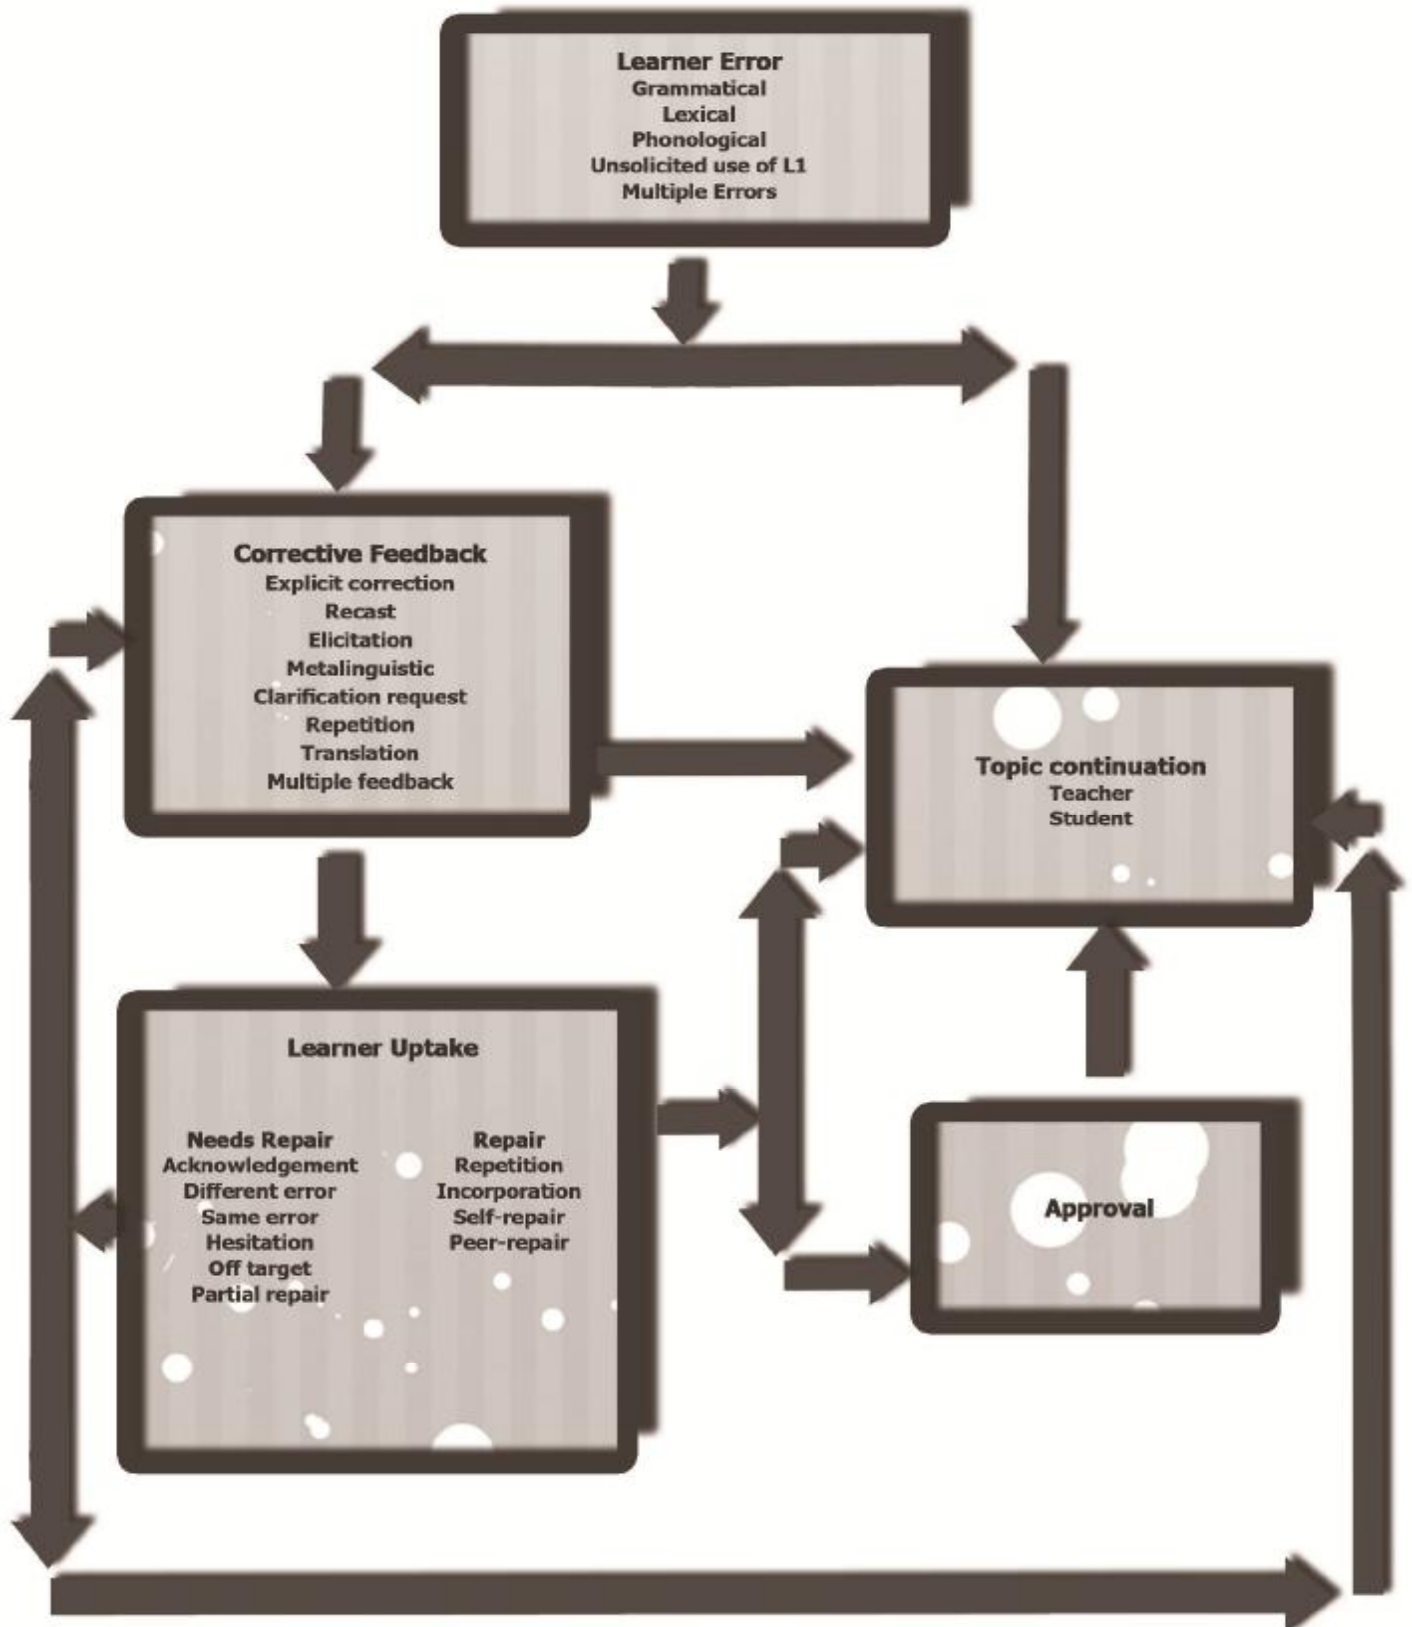 Learner Error
Grammatical
Lexical
Phonological
Unsolicited use of L1
Multiple Errors
Corrective Feedback
Explicit correction
Recast
Elicitation
Metalinguistic
Clarification request
Repetition
Translation
Multiple feedback
Topic continuation
Teacher
Student
Learner Uptake
Needs Repair
Acknowledgement
Different error
Same error
Hesitation
Off target
Partial repair
Repair
Repetition
Incorporation
Self-repair
Peer-repair
Approval